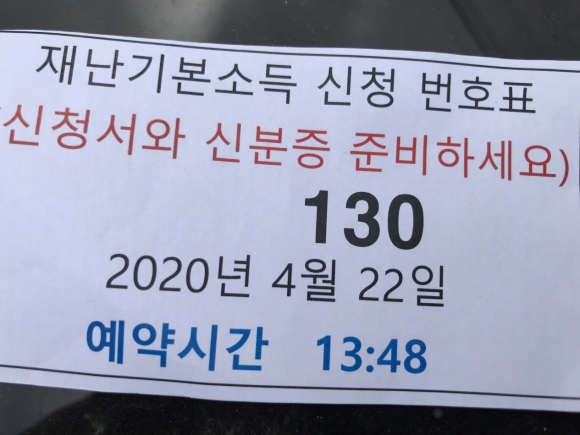 재난기본소득 신청 번호표
(신청서와 신분증 준비하세요)
130
2020년 4월 22일
예약시간 13:48